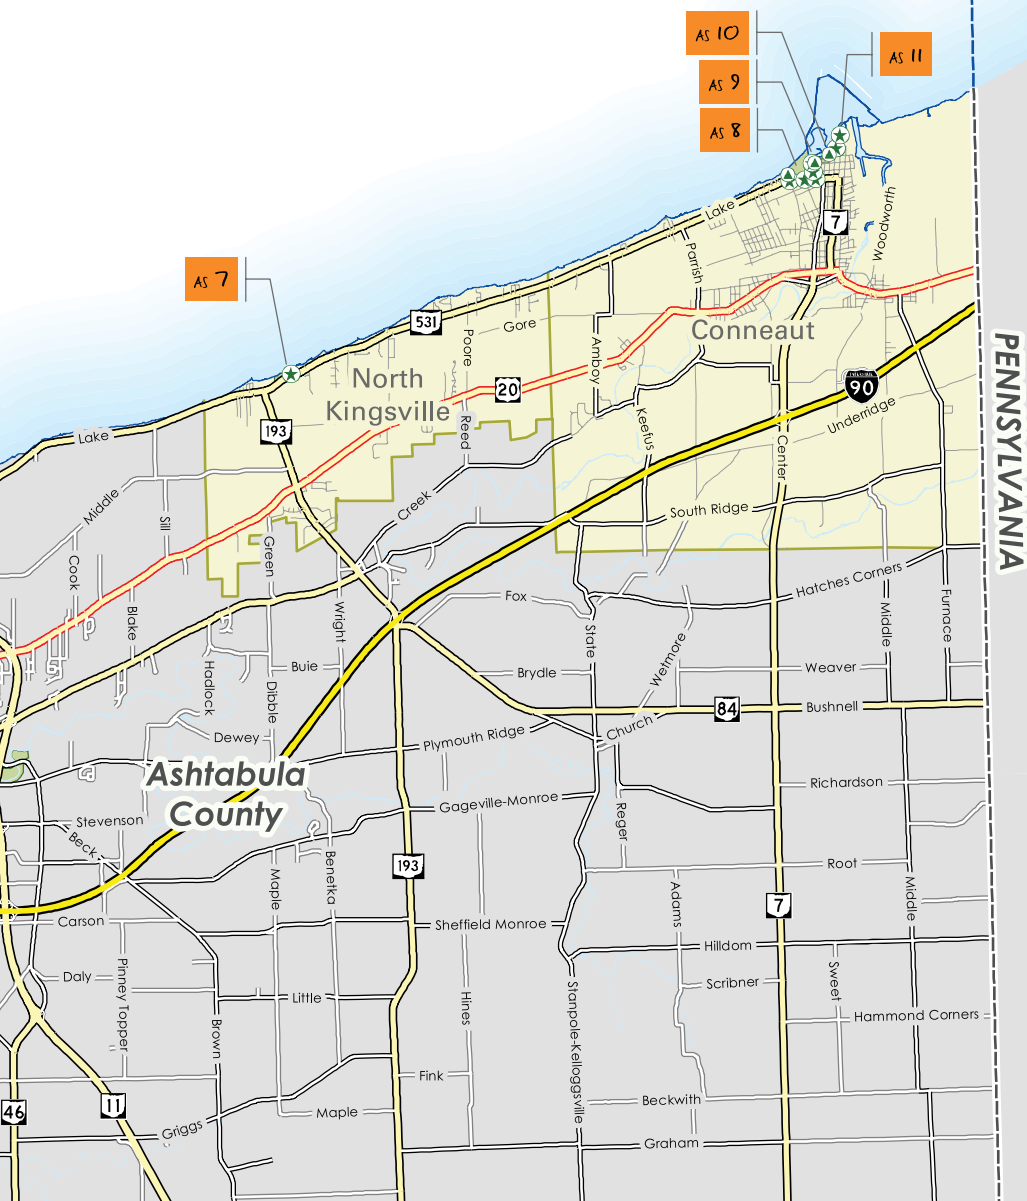 AS 10
AS 11
AS 9
AS 8
Lake
7
Woodworth
Parrish
AS 7
531
Gore
Poore
Amboy
Conneaut
PENNSYLVANIA
North
Kingsville
20
90
193
Lake
Reed
Keefus
Underridge
Center
Middle
Sill
Creek
South Ridge
Green
Cook
Blake
Wright
Fox
State
Hatches Corners
Middle
Furnace
Hadlock
Buie
Dibble
Brydle
Wetmore
Weaver
84
Bushnell
Dewey
Plymouth Ridge
Church
Ashtabula
County
Richardson
Gageville-Monroe
Reger
Stevenson
Beck
193
Root
Benetka
Maple
Adams
Middle
7
Carson
Sheffield Monroe
Hilldom
Daly
Pinney Topper
Scribner
Sweet
Little
Hines
Stanpole-Kelloggsville
Brown
Hammond Corners
Fink
46
11
Maple
Beckwith
Griggs
Graham